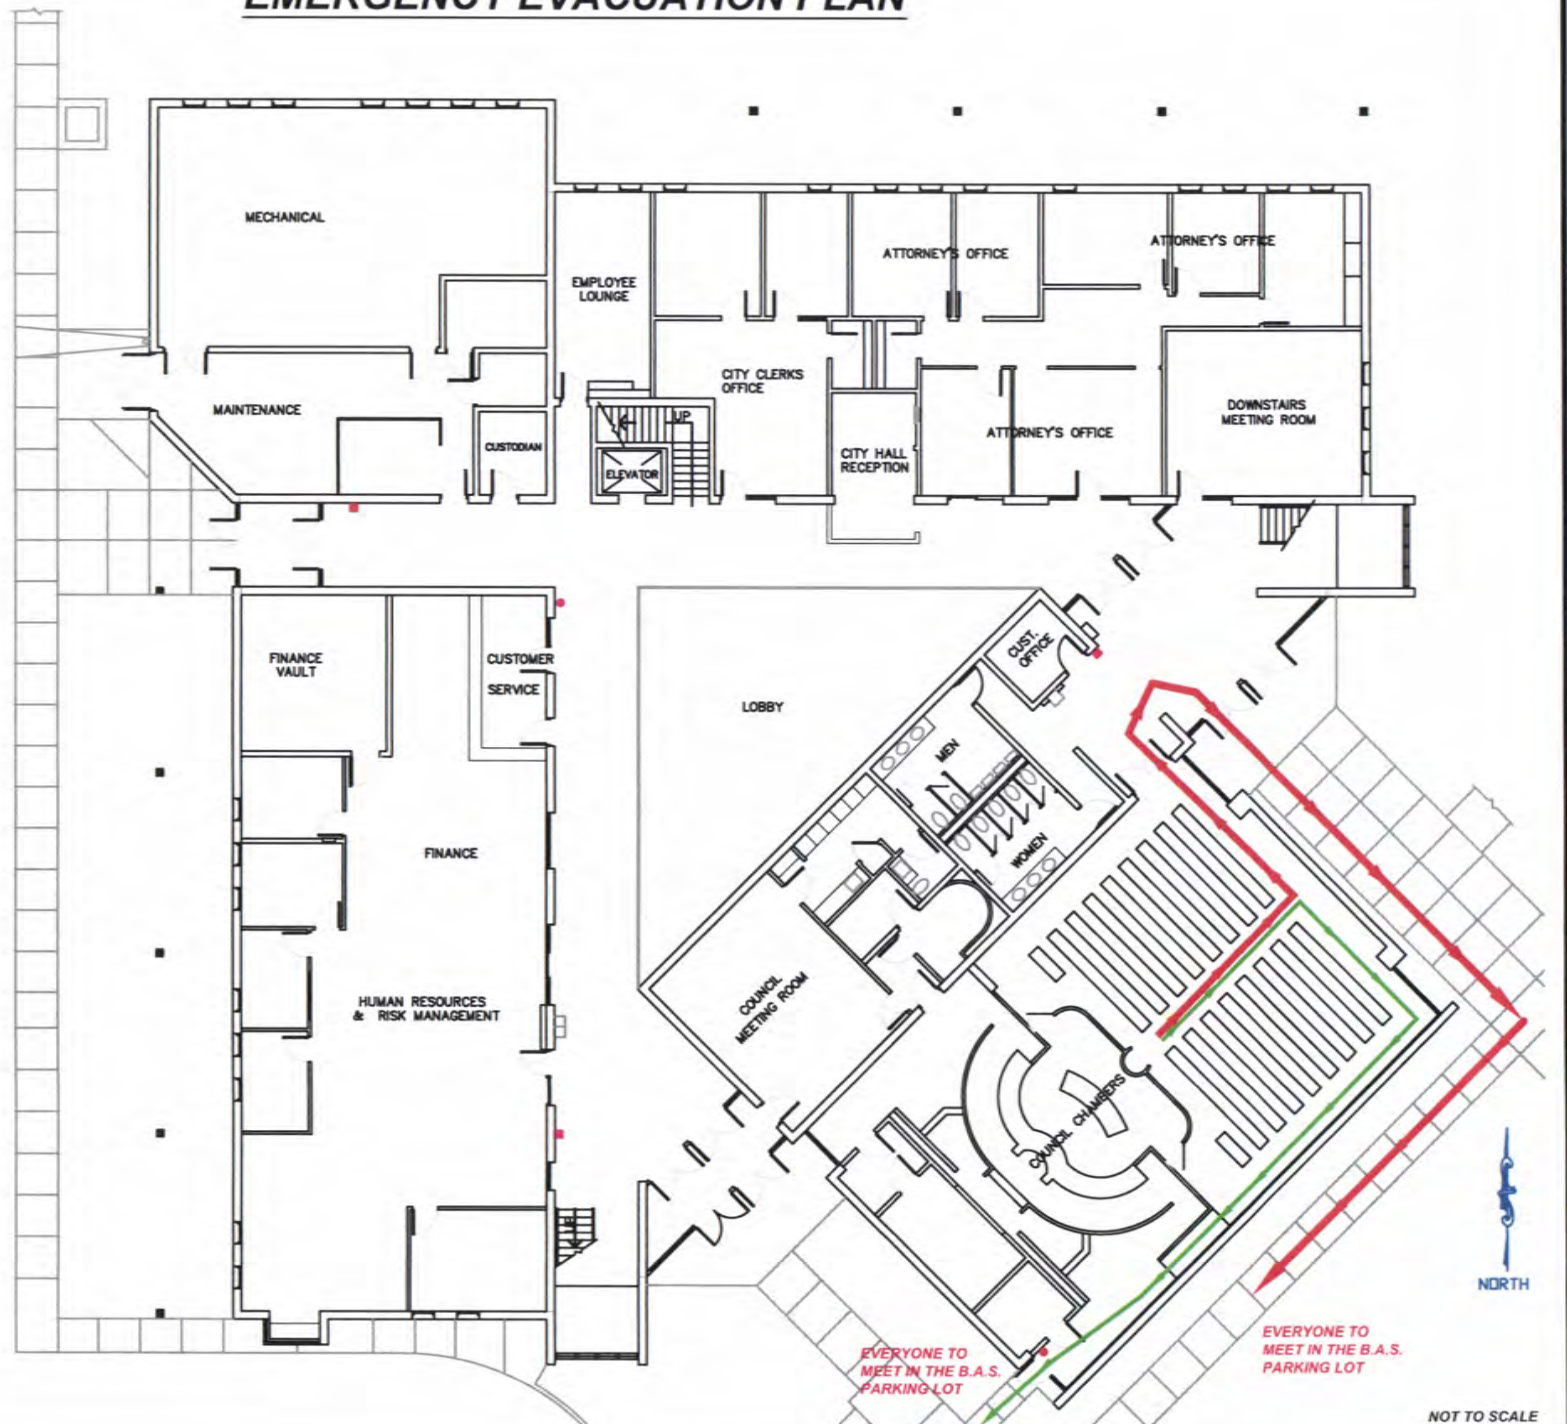 EMERGENCY EVACUATION PLAN
MECHANICAL
EMPLOYEE
LOUNGE
ATTORNEY'S OFFICE
ATTORNEY'S OFFICE
CITY CLERKS
OFFICE
MAINTENANCE
CUSTODIAN
UP
ELEVATOR
CITY HALL
RECEPTION
ATTORNEY'S OFFICE
DOWNSTAIRS
MEETING ROOM
FINANCE
VAULT
CUSTOMER
SERVICE
LOBBY
CUST.
OFFICE
MEN
WOMEN
FINANCE
HUMAN RESOURCES
& RISK MANAGEMENT
COUNCIL
MEETING ROOM
COUNCIL CHAMBERS
NORTH
EVERYONE TO
MEET IN THE B.A.S.
PARKING LOT
EVERYONE TO
MEET IN THE B.A.S.
PARKING LOT
NOT TO SCALE